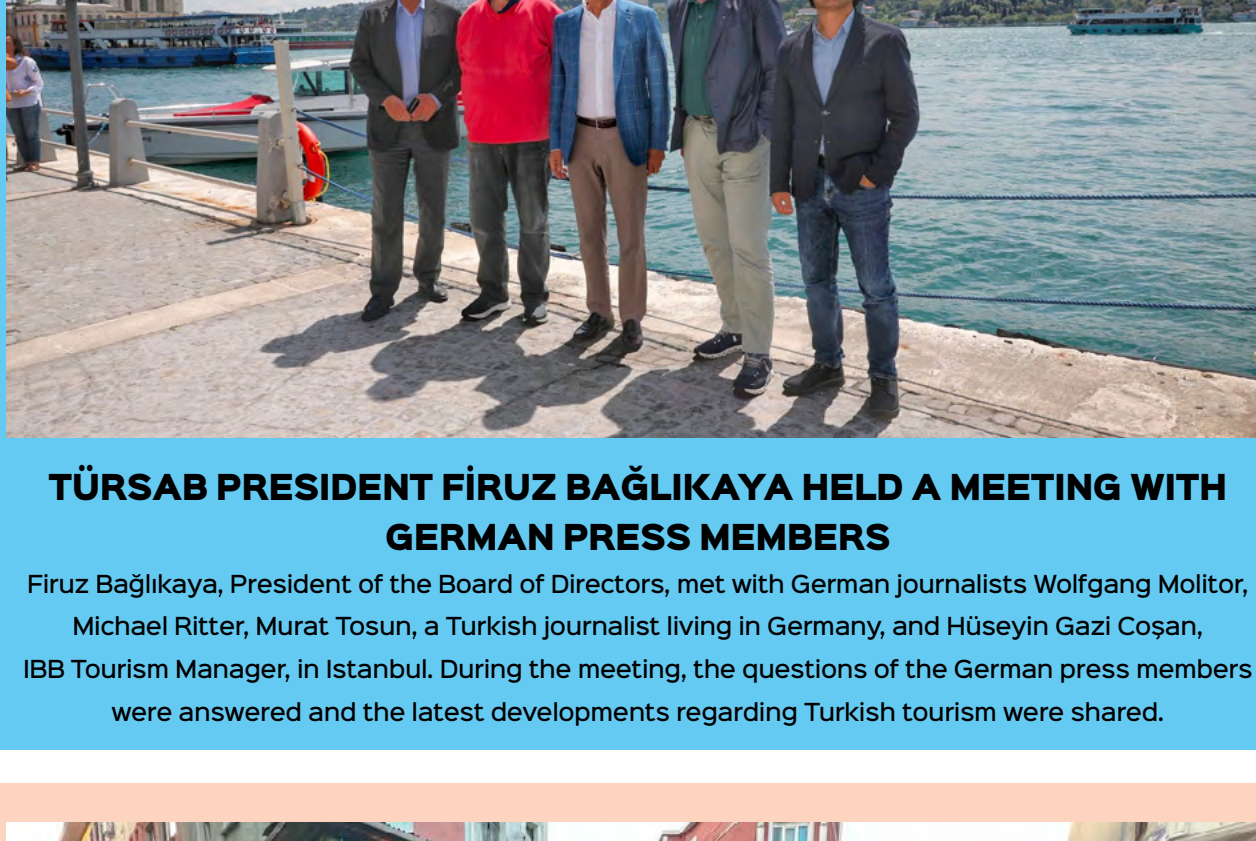 TÜRSAB PRESIDENT FİRUZ BAĞLIKAYA HELD A MEETING WITH
GERMAN PRESS MEMBERS
Firuz Bağlıkaya, President of the Board of Directors, met with German journalists Wolfgang Molitor,
Michael Ritter, Murat Tosun, a Turkish journalist living in Germany, and Hüseyin Gazi Coşan,
IBB Tourism Manager, in Istanbul. During the meeting, the questions of the German press members
were answered and the latest developments regarding Turkish tourism were shared.